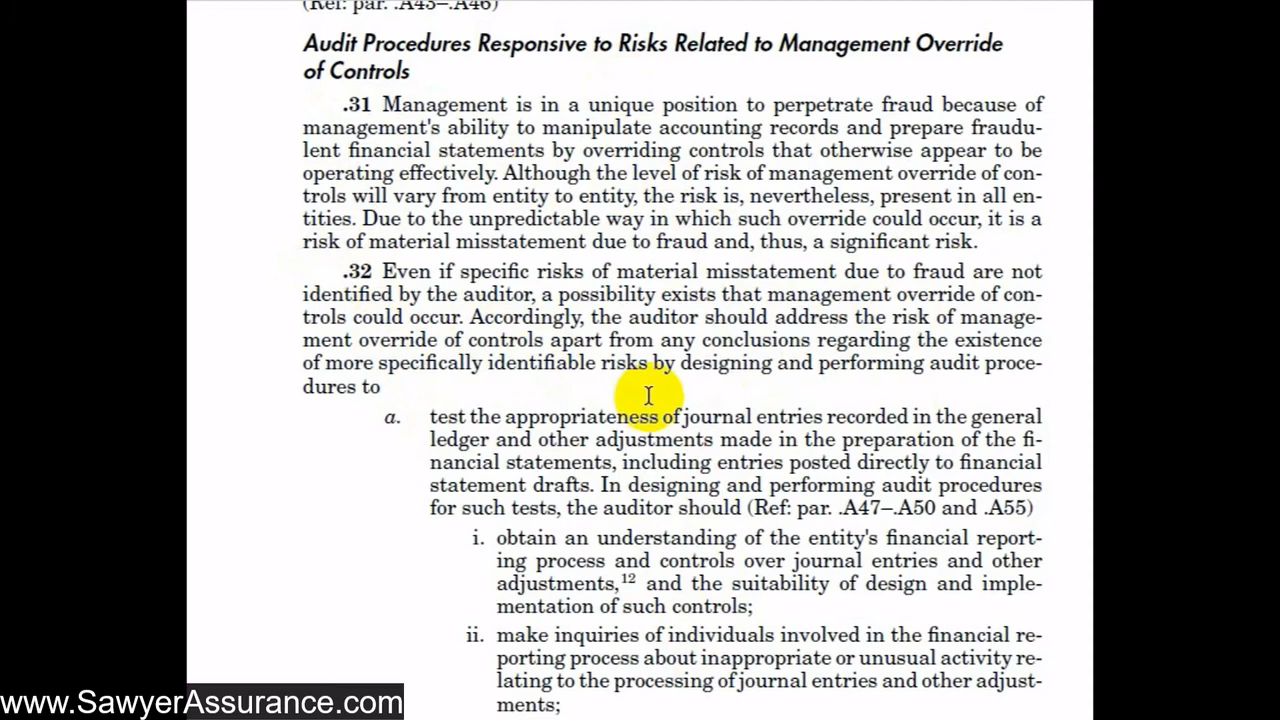 (Ref: par. .A45–.A46)
Audit Procedures Responsive to Risks Related to Management Override
of Controls
.31 Management is in a unique position to perpetrate fraud because of
management's ability to manipulate accounting records and prepare fraudu-
lent financial statements by overriding controls that otherwise appear to be
operating effectively. Although the level of risk of management override of con-
trols will vary from entity to entity, the risk is, nevertheless, present in all en-
tities. Due to the unpredictable way in which such override could occur, it is a
risk of material misstatement due to fraud and, thus, a significant risk.
.32 Even if specific risks of material misstatement due to fraud are not
identified by the auditor, a possibility exists that management override of con-
trols could occur. Accordingly, the auditor should address the risk of manage-
ment override of controls apart from any conclusions regarding the existence
of more specifically identifiable risks by designing and performing audit proce-
dures to
a. test the appropriateness of journal entries recorded in the general
ledger and other adjustments made in the preparation of the fi-
nancial statements, including entries posted directly to financial
statement drafts. In designing and performing audit procedures
for such tests, the auditor should (Ref: par. .A47–.A50 and .A55)
i. obtain an understanding of the entity's financial report-
ing process and controls over journal entries and other
adjustments,12 and the suitability of design and imple-
mentation of such controls;
ii. make inquiries of individuals involved in the financial re-
porting process about inappropriate or unusual activity re-
lating to the processing of journal entries and other adjust-
ments;
www.SawyerAssurance.com